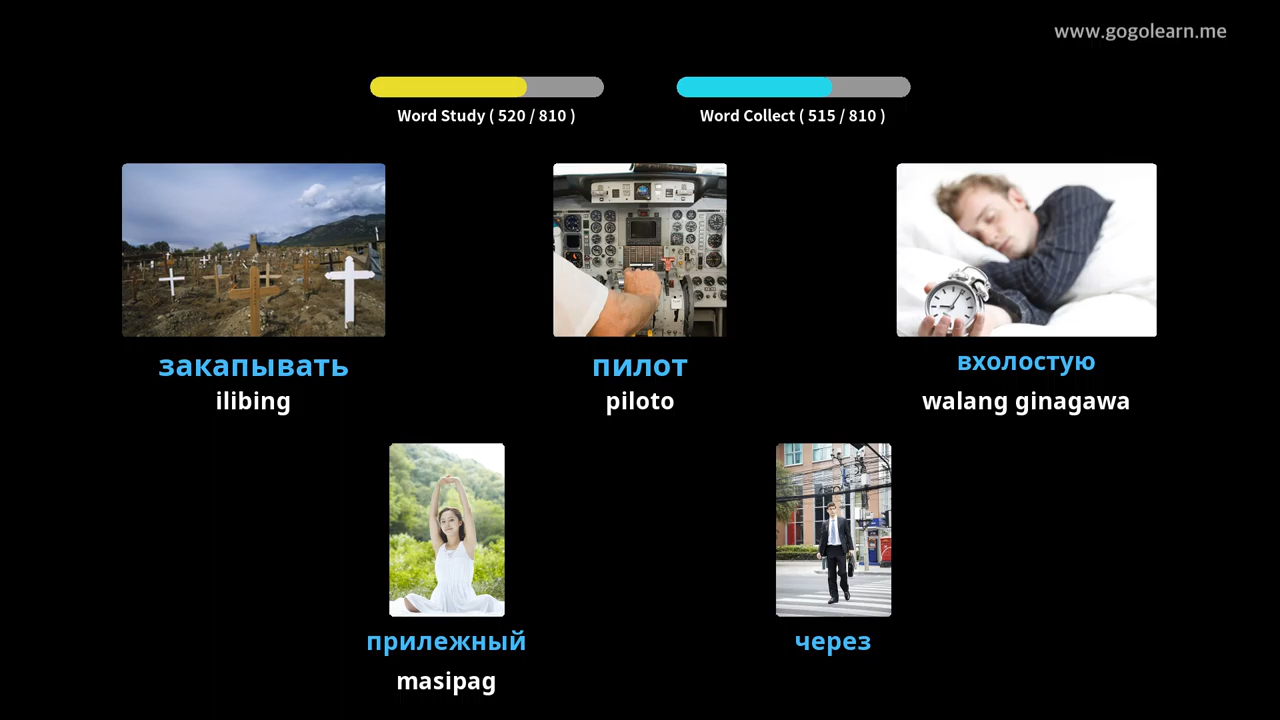 www.gogolearn.me
Word Study ( 520 / 810 )
Word Collect ( 515 / 810 )
закапывать
ilibing
пилот
piloto
вхолостую
walang ginagawa
прилежный
masipag
через